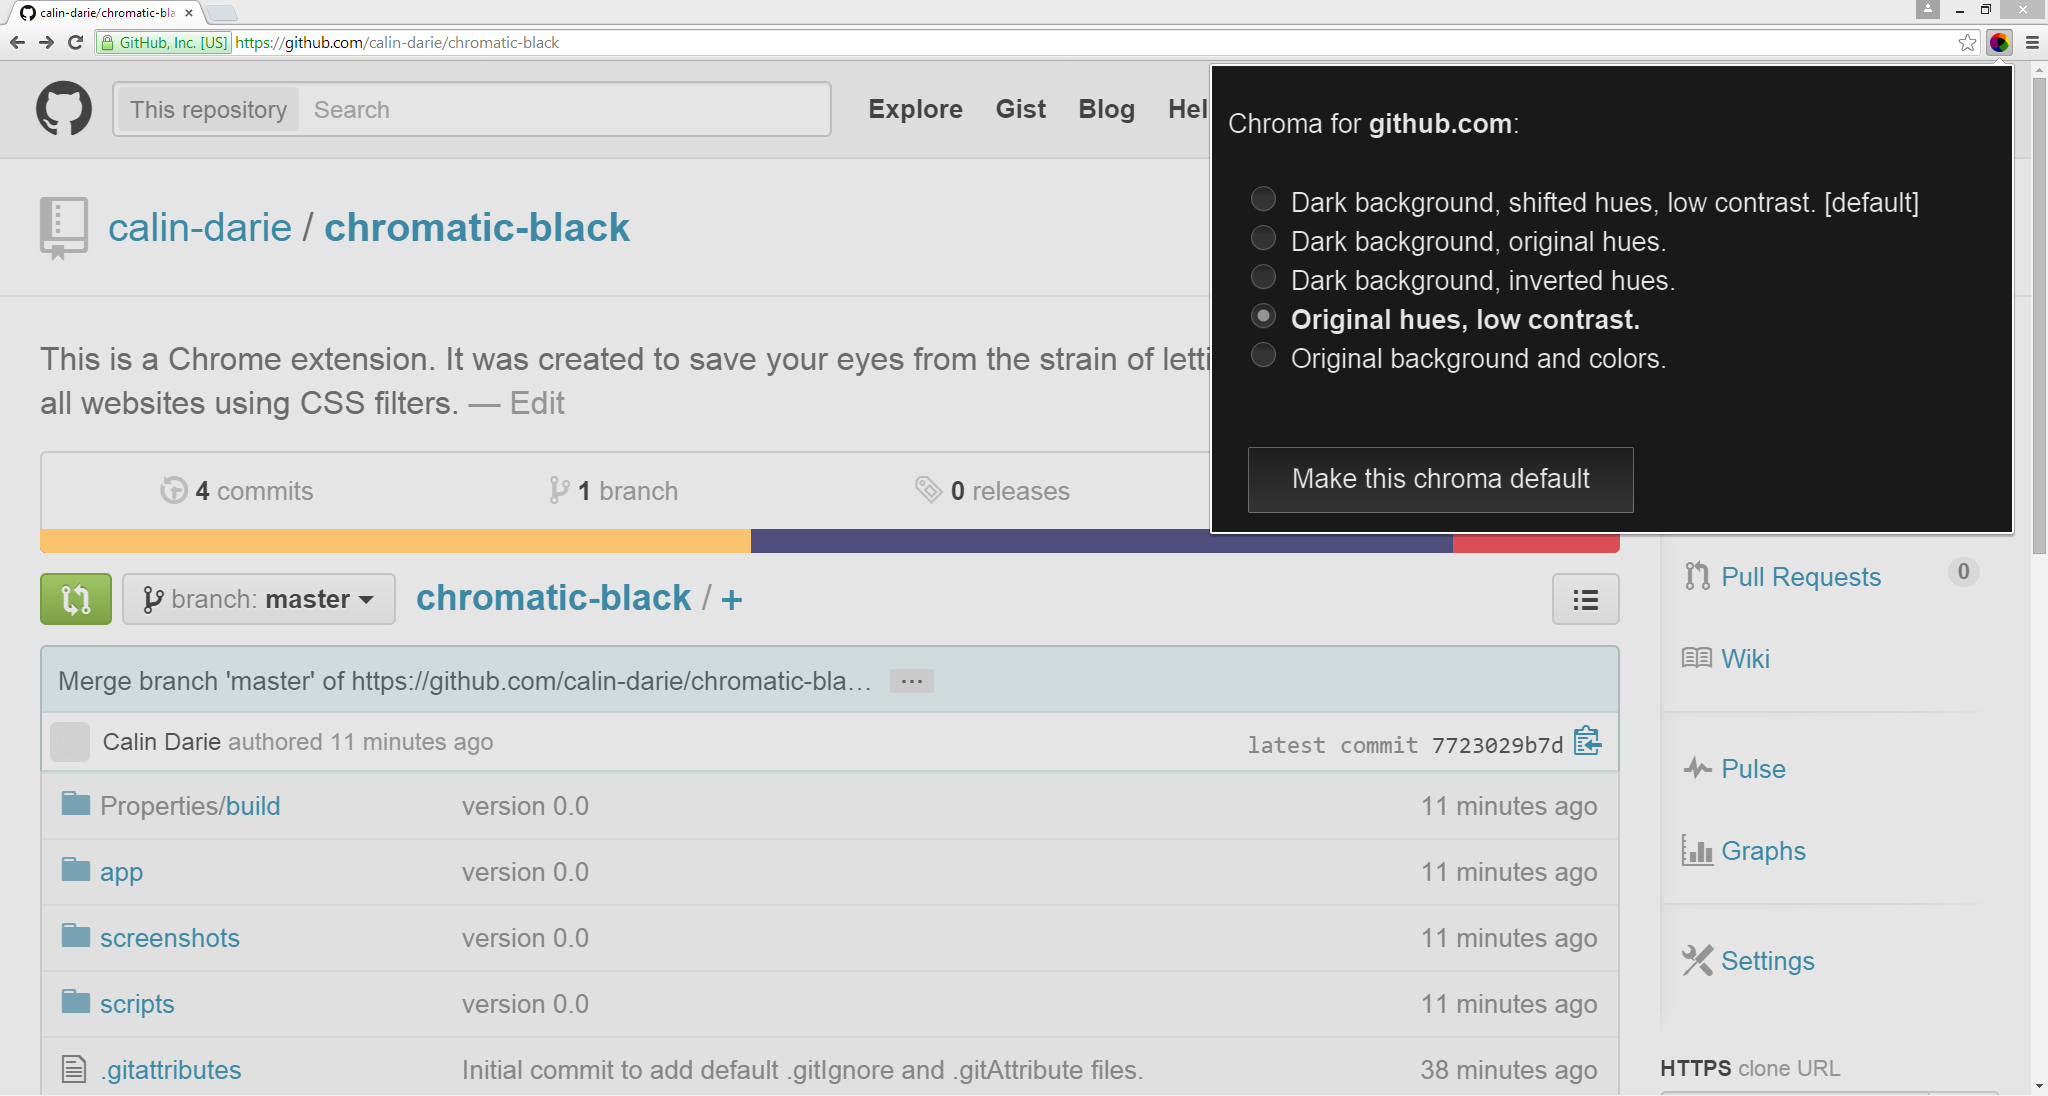 calin-darie/chromatic-bla
GitHub, Inc. [US] https://github.com/calin-darie/chromatic-black
This repository Search Explore Gist Blog Hel
calin-darie / chromatic-black
This is a Chrome extension. It was created to save your eyes from the strain of letti
all websites using CSS filters. — Edit
4 commits 1 branch 0 releases
Chroma for github.com:
Dark background, shifted hues, low contrast. [default]
Dark background, original hues.
Dark background, inverted hues.
Original hues, low contrast.
Original background and colors.
Make this chroma default
branch: master chromatic-black / +
Merge branch 'master' of https://github.com/calin-darie/chromatic-bla… …
Calin Darie authored 11 minutes ago latest commit 7723029b7d
Properties/build version 0.0 11 minutes ago
app version 0.0 11 minutes ago
screenshots version 0.0 11 minutes ago
scripts version 0.0 11 minutes ago
.gitattributes Initial commit to add default .gitIgnore and .gitAttribute files. 38 minutes ago
Pull Requests 0
Wiki
Pulse
Graphs
Settings
HTTPS clone URL